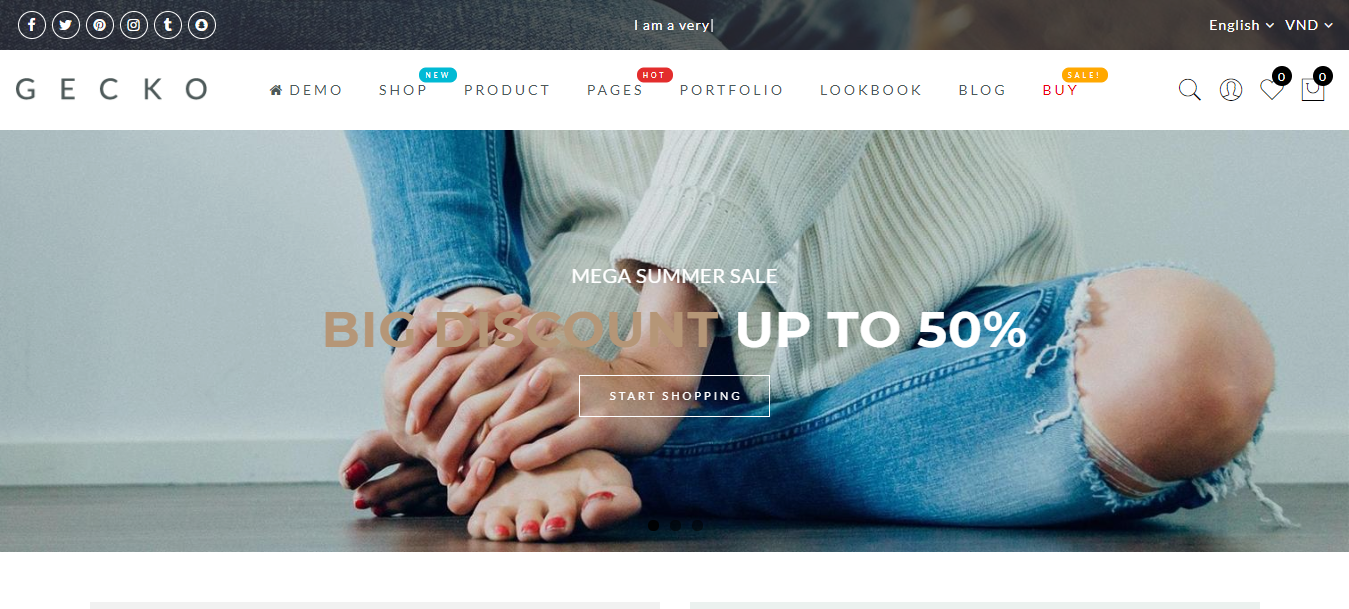 I am a very|
English VND
GECKO
DEMO SHOP NEW PRODUCT PAGES HOT PORTFOLIO LOOKBOOK BLOG BUY SALE!
0 0
MEGA SUMMER SALE
BIG DISCOUNT UP TO 50%
START SHOPPING